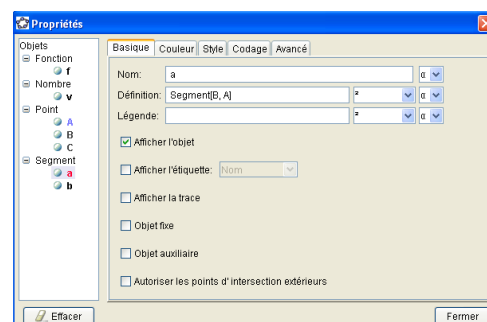 Propriétés
Objets
Fonction
f
Nombre
v
Point
A
B
C
Segment
a
b
Basique Couleur Style Codage Avancé
Nom: a α
Définition: Segment[B, A] ² α
Légende: ² α
Afficher l'objet
Afficher l'étiquette: Nom
Afficher la trace
Objet fixe
Objet auxiliaire
Autoriser les points d'intersection extérieurs
Effacer
Fermer